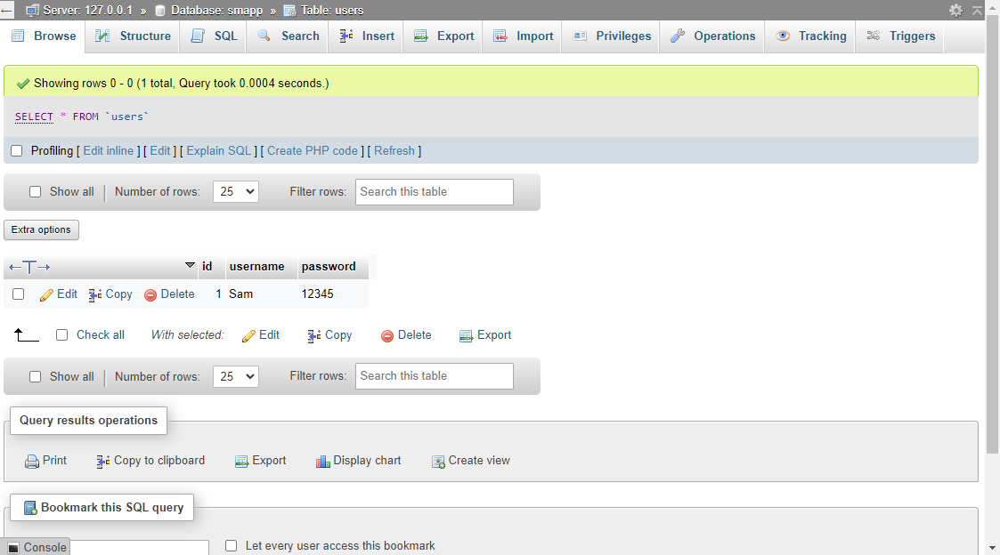 Server: 127.0.0.1 » Database: smapp » Table: users
Browse Structure SQL Search Insert Export Import Privileges Operations Tracking Triggers
Showing rows 0 - 0 (1 total, Query took 0.0004 seconds.)
SELECT * FROM `users`
Profiling [ Edit inline ] [ Edit ] [ Explain SQL ] [ Create PHP code ] [ Refresh ]
Show all | Number of rows: 25 Filter rows: Search this table
Extra options
←T→ id username password
Edit Copy Delete 1 Sam 12345
Check all With selected: Edit Copy Delete Export
Show all | Number of rows: 25 Filter rows: Search this table
Query results operations
Print Copy to clipboard Export Display chart Create view
Bookmark this SQL query
Console Let every user access this bookmark